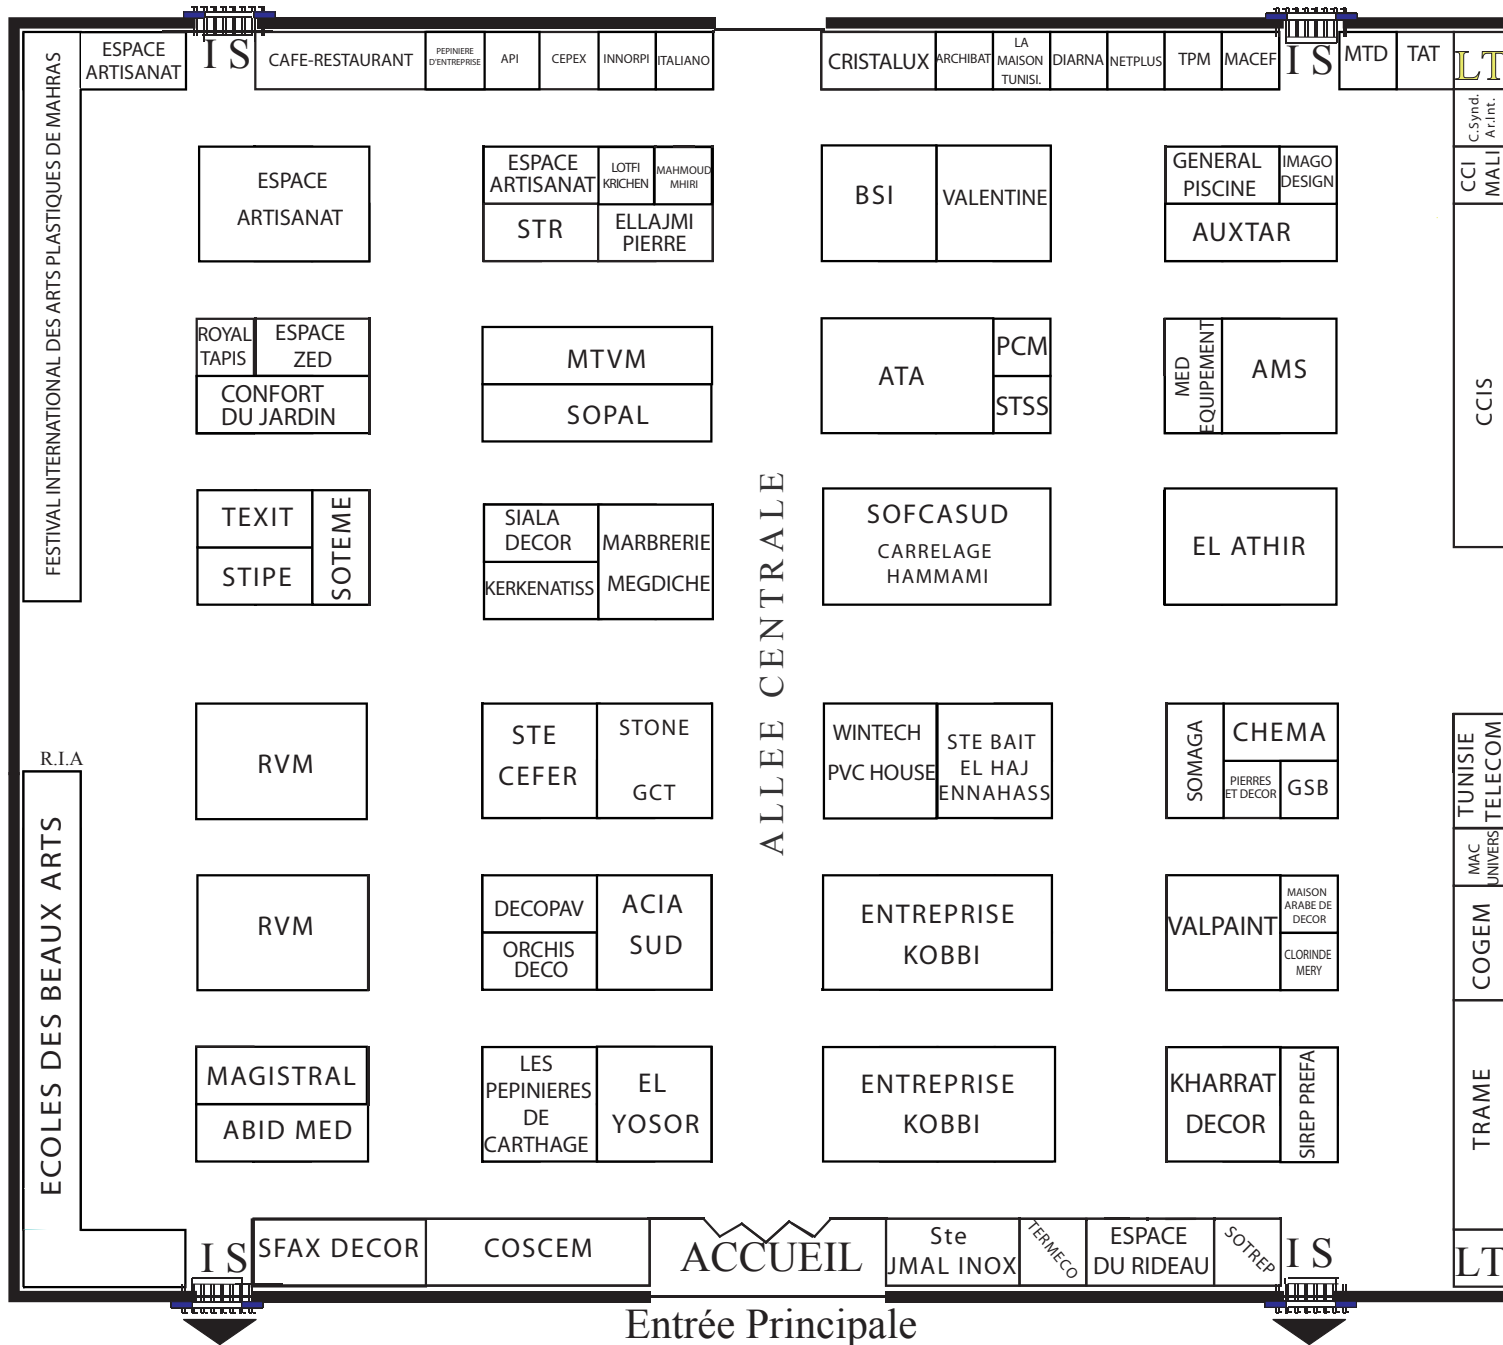 I S
I S
ESPACE
ARTISANAT
CAFE-RESTAURANT
PEPINIERE
D'ENTREPRISE
API
CEPEX
INNORPI
ITALIANO
CRISTALUX
ARCHIBAT
LA
MAISON
TUNISI.
DIARNA
NETPLUS
TPM
MACEF
MTD
TAT
LT
FESTIVAL INTERNATIONAL DES ARTS PLASTIQUES DE MAHRAS
C.Synd.
Ar.Int.
CCI
MALI
CCIS
ESPACE
ARTISANAT
ESPACE
ARTISANAT
LOTFI
KRICHEN
MAHMOUD
MHIRI
STR
ELLAJMI
PIERRE
BSI
VALENTINE
GENERAL
PISCINE
IMAGO
DESIGN
AUXTAR
ROYAL
TAPIS
ESPACE
ZED
CONFORT
DU JARDIN
MTVM
SOPAL
ATA
PCM
STSS
MED
EQUIPEMENT
AMS
TEXIT
STIPE
SOTEME
SIALA
DECOR
KERKENATISS
MARBRERIE
MEGDICHE
ALLEE CENTRALE
SOFCASUD
CARRELAGE
HAMMAMI
EL ATHIR
R.I.A
ECOLES DES BEAUX ARTS
RVM
STE
CEFER
STONE
GCT
WINTECH
PVC HOUSE
STE BAIT
EL HAJ
ENNAHASS
SOMAGA
CHEMA
PIERRES
ET DECOR
GSB
TUNISIE
TELECOM
MAC
UNIVERS
COGEM
TRAME
RVM
DECOPAV
ORCHIS
DECO
ACIA
SUD
ENTREPRISE
KOBBI
VALPAINT
MAISON
ARABE DE
DECOR
CLORINDE
MERY
MAGISTRAL
ABID MED
LES
PEPINIERES
DE
CARTHAGE
EL
YOSOR
ENTREPRISE
KOBBI
KHARRAT
DECOR
SIREP PREFA
I S
SFAX DECOR
COSCEM
ACCUEIL
Ste
JMAL INOX
TERMECO
ESPACE
DU RIDEAU
SOTREP
I S
LT
Entrée Principale